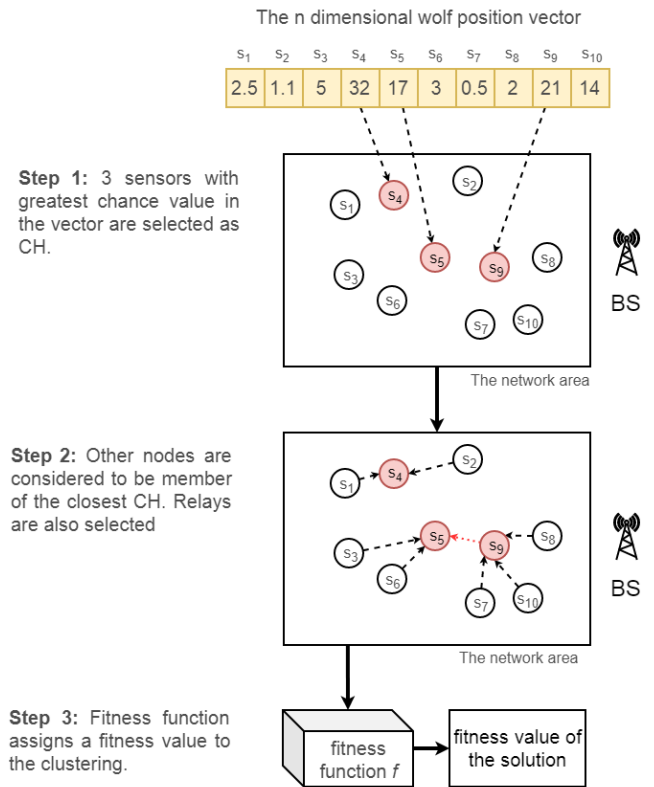 The n dimensional wolf position vector
s1 s2 s3 s4 s5 s6 s7 s8 s9 s10
2.5 1.1 5 32 17 3 0.5 2 21 14
Step 1: 3 sensors with
greatest chance value in
the vector are selected as
CH.
s1
s4
s2
s3
s5
s9
s8
s6
s7
s10
BS
The network area
Step 2: Other nodes are
considered to be member
of the closest CH. Relays
are also selected
s1
s4
s2
s3
s5
s9
s8
s6
s7
s10
BS
The network area
Step 3: Fitness function
assigns a fitness value to
the clustering.
fitness
function f
fitness value of
the solution